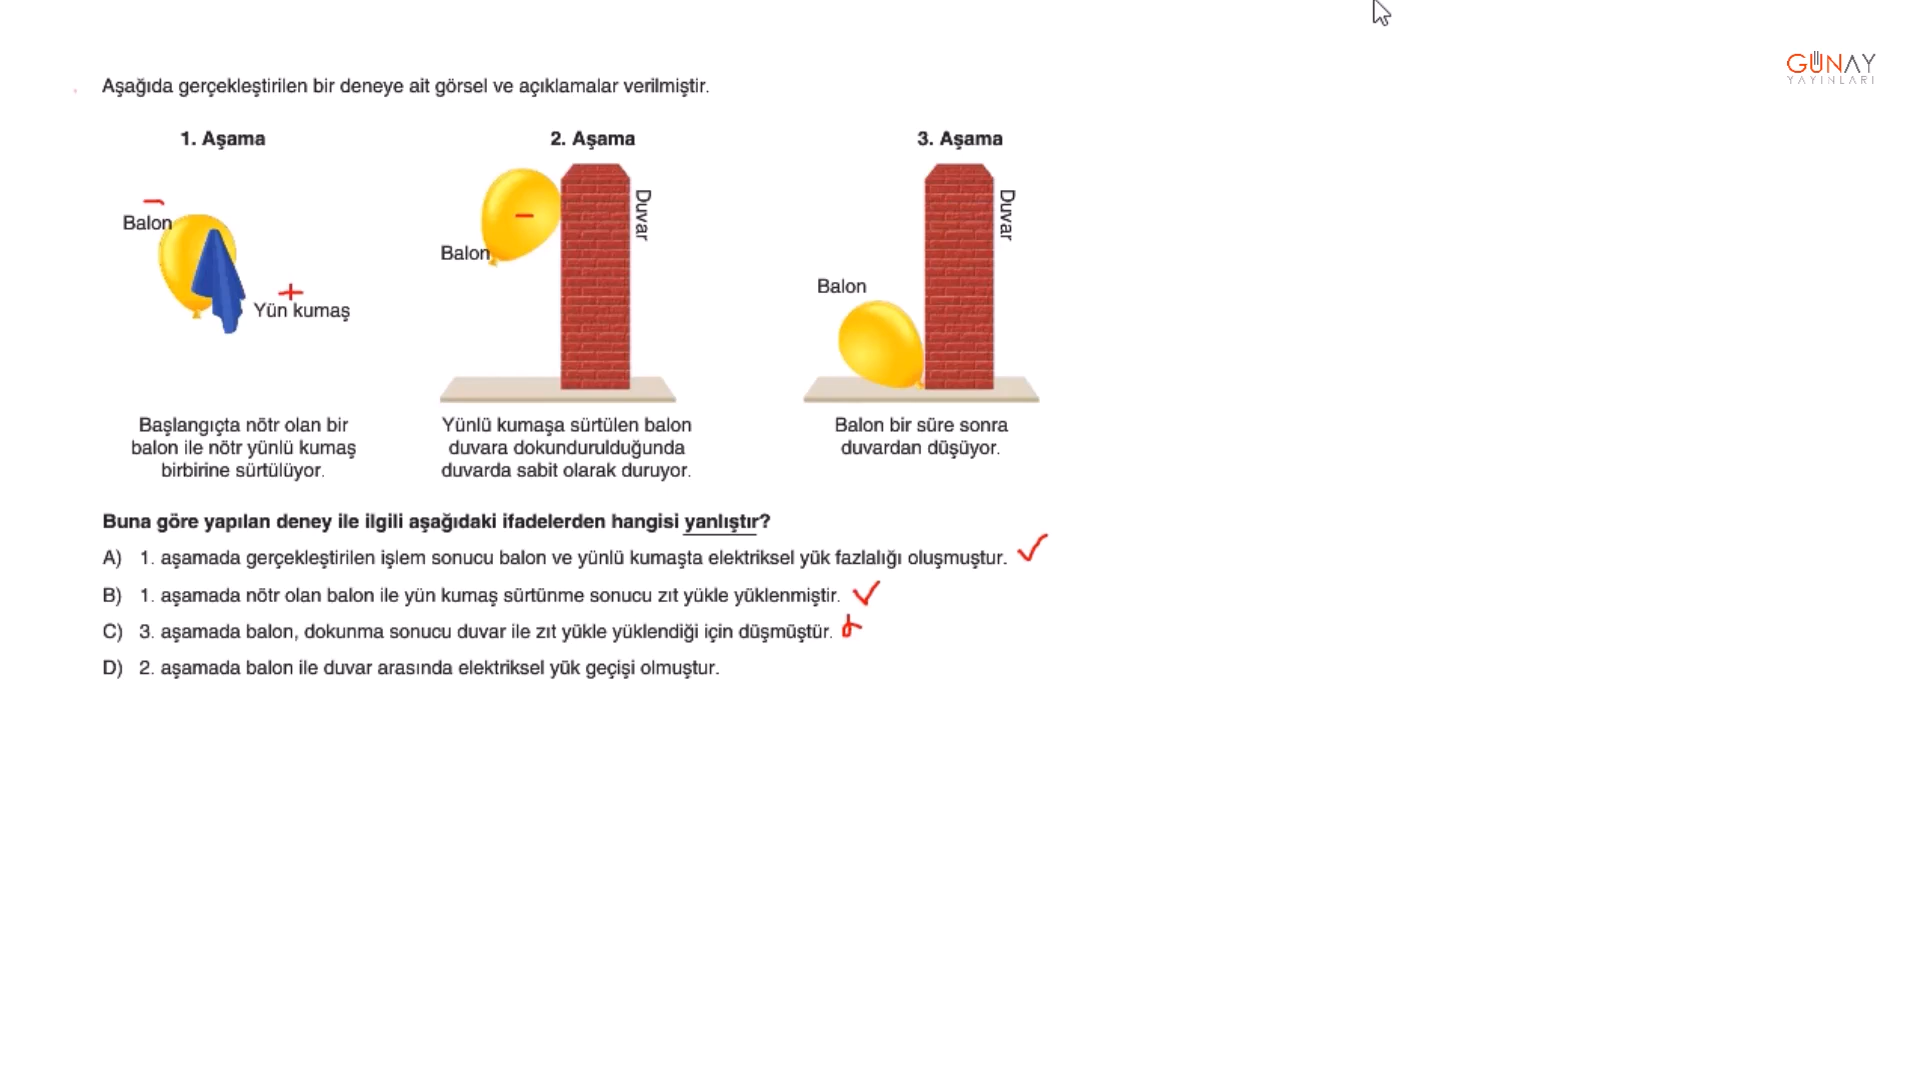 GÜNAY
YAYINLARI
Aşağıda gerçekleştirilen bir deneye ait görsel ve açıklamalar verilmiştir.
1. Aşama
2. Aşama
3. Aşama
Balon
Yün kumaş
Balon
Duvar
Balon
Duvar
Başlangıçta nötr olan bir
balon ile nötr yünlü kumaş
birbirine sürtülüyor.
Yünlü kumaşa sürtülen balon
duvara dokundurulduğunda
duvarda sabit olarak duruyor.
Balon bir süre sonra
duvardan düşüyor.
Buna göre yapılan deney ile ilgili aşağıdaki ifadelerden hangisi yanlıştır?
A) 1. aşamada gerçekleştirilen işlem sonucu balon ve yünlü kumaşta elektriksel yük fazlalığı oluşmuştur.
B) 1. aşamada nötr olan balon ile yün kumaş sürtünme sonucu zıt yükle yüklenmiştir.
C) 3. aşamada balon, dokunma sonucu duvar ile zıt yükle yüklendiği için düşmüştür.
D) 2. aşamada balon ile duvar arasında elektriksel yük geçişi olmuştur.